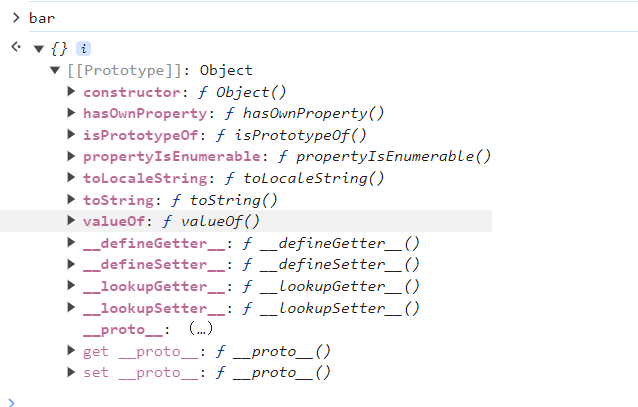 > bar
{} i
[[Prototype]]: Object
constructor: ƒ Object()
hasOwnProperty: ƒ hasOwnProperty()
isPrototypeOf: ƒ isPrototypeOf()
propertyIsEnumerable: ƒ propertyIsEnumerable()
toLocaleString: ƒ toLocaleString()
toString: ƒ toString()
valueOf: ƒ valueOf()
__defineGetter__: ƒ __defineGetter__()
__defineSetter__: ƒ __defineSetter__()
__lookupGetter__: ƒ __lookupGetter__()
__lookupSetter__: ƒ __lookupSetter__()
__proto__: (…)
get __proto__: ƒ __proto__()
set __proto__: ƒ __proto__()
>